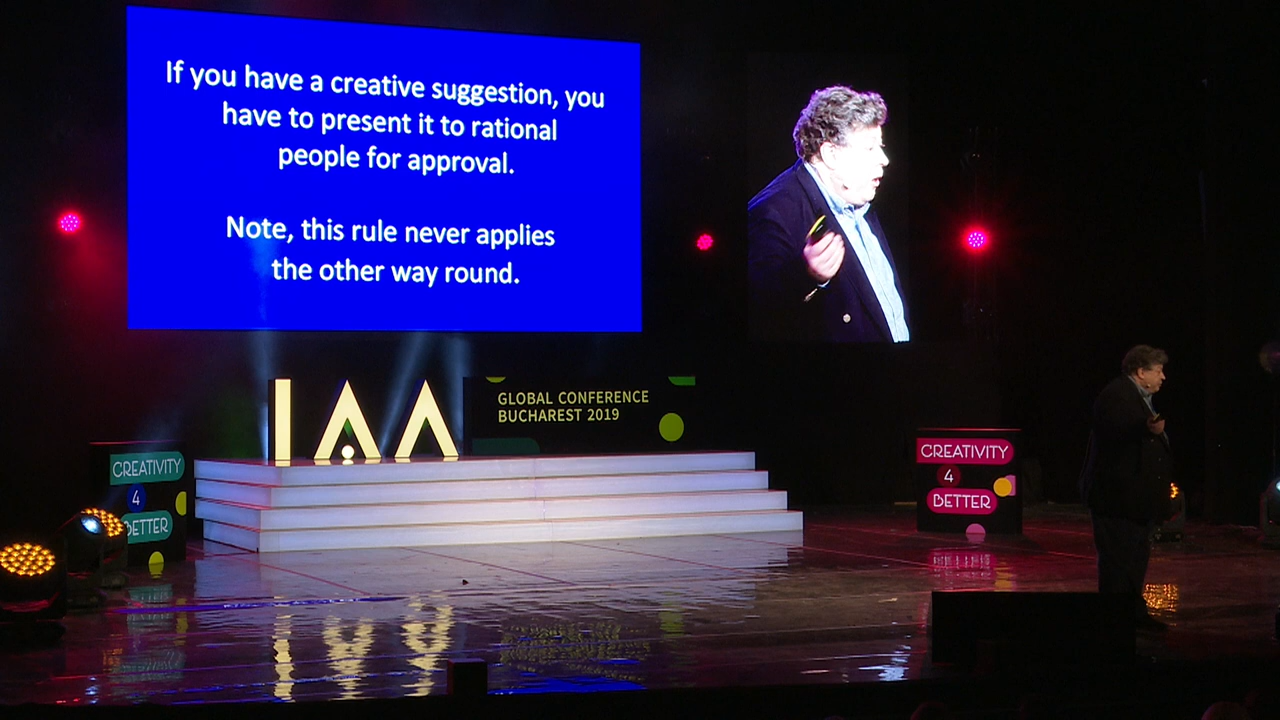 If you have a creative suggestion, you
have to present it to rational
people for approval.
Note, this rule never applies
the other way round.
IAA
GLOBAL CONFERENCE
BUCHAREST 2019
CREATIVITY
4
BETTER
CREATIVITY
4
BETTER